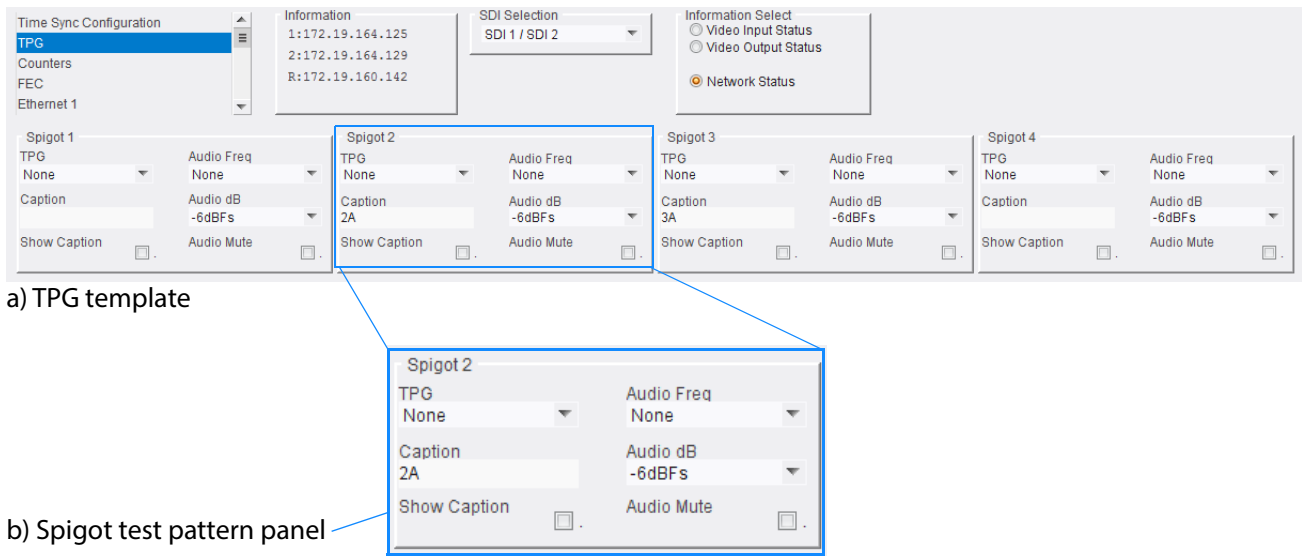 Time Sync Configuration
TPG
Counters
FEC
Ethernet 1
Information
1:172.19.164.125
2:172.19.164.129
R:172.19.160.142
SDI Selection
SDI 1 / SDI 2
Information Select
Video Input Status
Video Output Status
Network Status
Spigot 1
TPG Audio Freq
None None
Caption Audio dB
-6dBFs
Show Caption . Audio Mute .
Spigot 2
TPG Audio Freq
None None
Caption Audio dB
2A -6dBFs
Show Caption . Audio Mute .
Spigot 3
TPG Audio Freq
None None
Caption Audio dB
3A -6dBFs
Show Caption . Audio Mute .
Spigot 4
TPG Audio Freq
None None
Caption Audio dB
-6dBFs
Show Caption . Audio Mute .
a) TPG template
Spigot 2
TPG Audio Freq
None None
Caption Audio dB
2A -6dBFs
Show Caption . Audio Mute .
b) Spigot test pattern panel